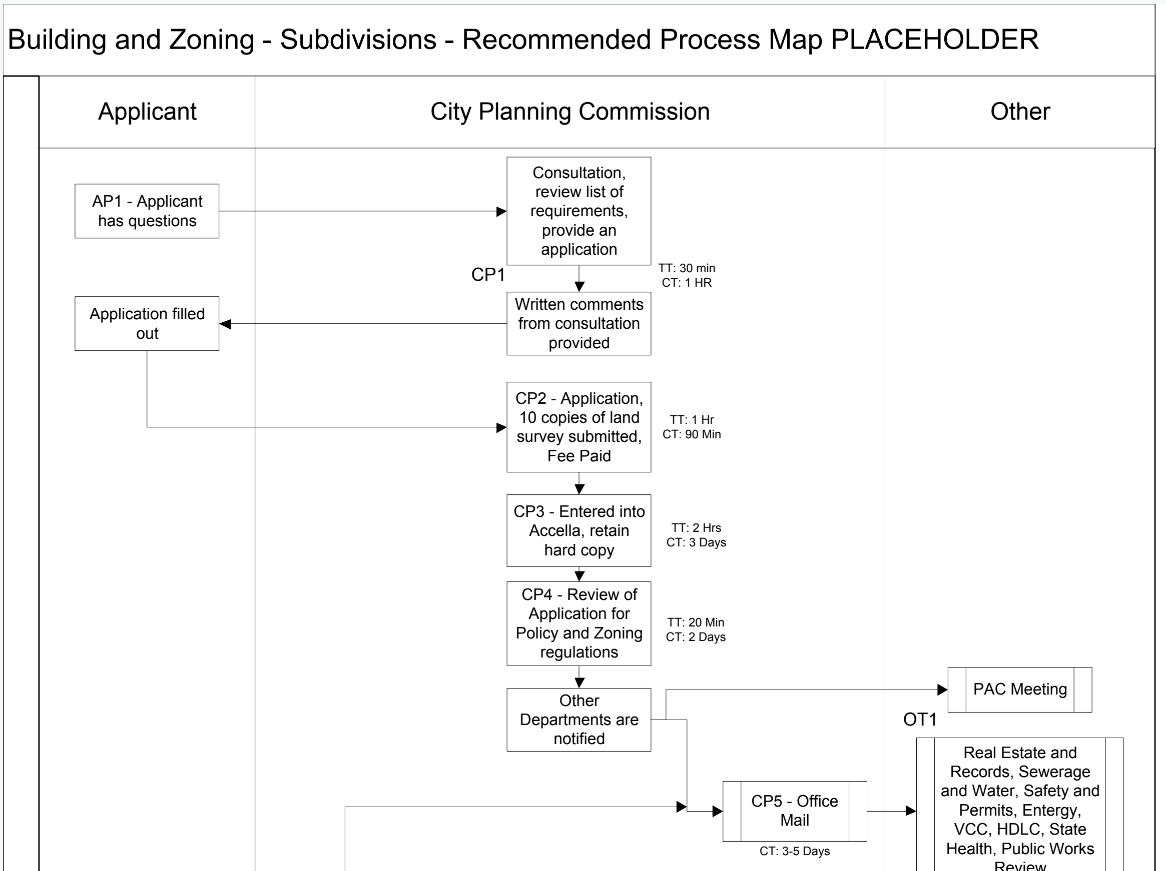 Building and Zoning - Subdivisions - Recommended Process Map PLACEHOLDER
Applicant
City Planning Commission
Other
AP1 - Applicant
has questions
Consultation,
review list of
requirements,
provide an
application
CP1
TT: 30 min
CT: 1 HR
Application filled
out
Written comments
from consultation
provided
CP2 - Application,
10 copies of land
survey submitted,
Fee Paid
TT: 1 Hr
CT: 90 Min
CP3 - Entered into
Accella, retain
hard copy
TT: 2 Hrs
CT: 3 Days
CP4 - Review of
Application for
Policy and Zoning
regulations
TT: 20 Min
CT: 2 Days
Other
Departments are
notified
PAC Meeting
OT1
CP5 - Office
Mail
CT: 3-5 Days
Real Estate and
Records, Sewerage
and Water, Safety and
Permits, Entergy,
VCC, HDLC, State
Health, Public Works
Review